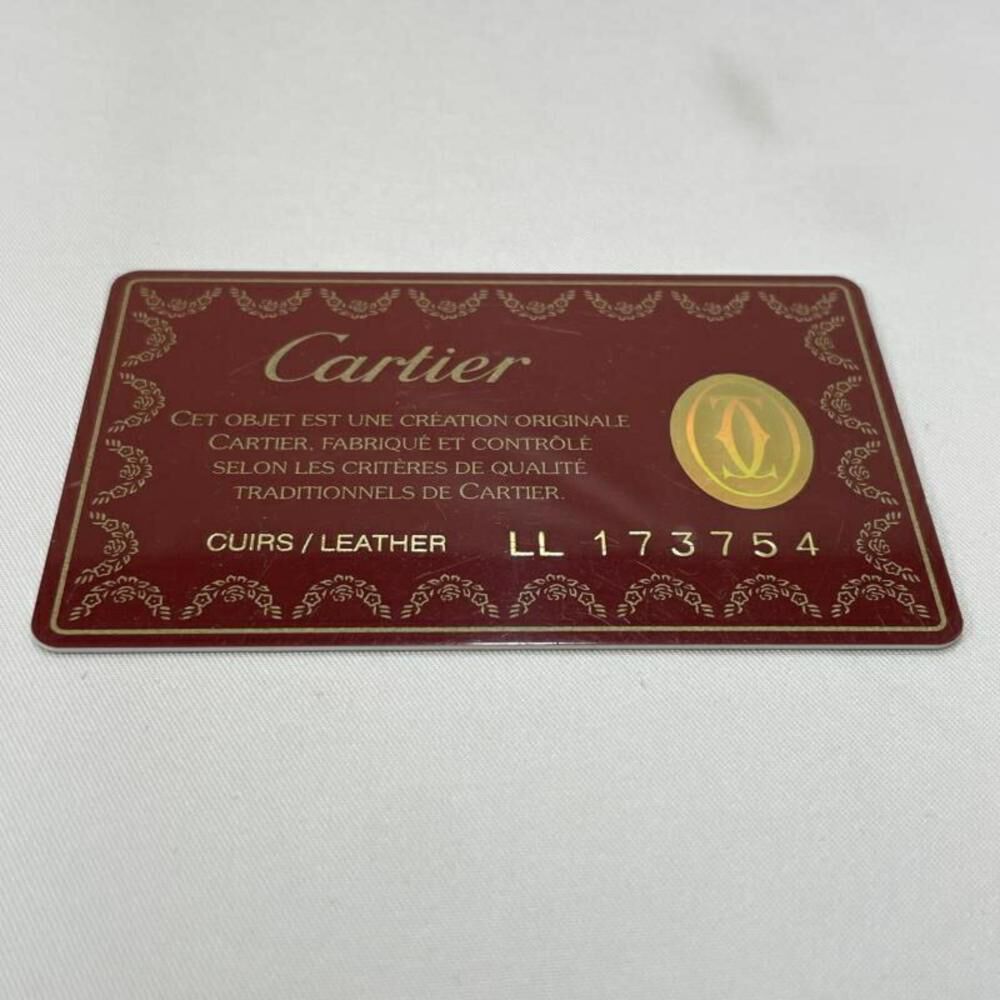 Cartier
CET OBJET EST UNE CRÉATION ORIGINALE
CARTIER, FABRIQUÉ ET CONTRÔLÉ
SELON LES CRITÈRES DE QUALITÉ
TRADITIONNELS DE CARTIER.
CUIRS / LEATHER LL 173754